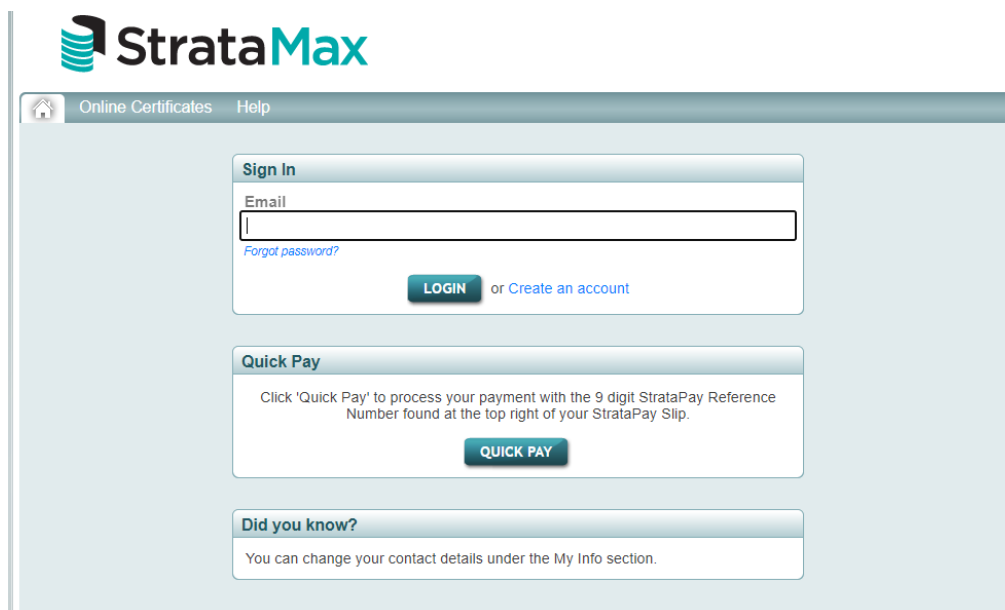 StrataMax
Online Certificates Help
Sign In
Email
Forgot password?
LOGIN or Create an account
Quick Pay
Click 'Quick Pay' to process your payment with the 9 digit StrataPay Reference
Number found at the top right of your StrataPay Slip.
QUICK PAY
Did you know?
You can change your contact details under the My Info section.